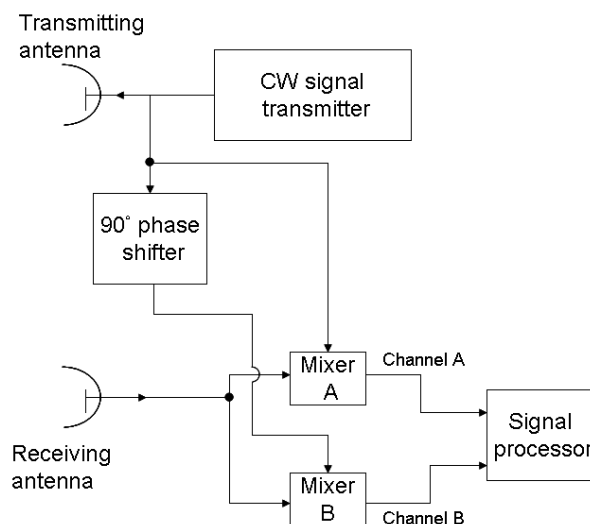 Transmitting
antenna
CW signal
transmitter
90° phase
shifter
Mixer
A
Channel A
Signal
processor
Receiving
antenna
Mixer
B
Channel B